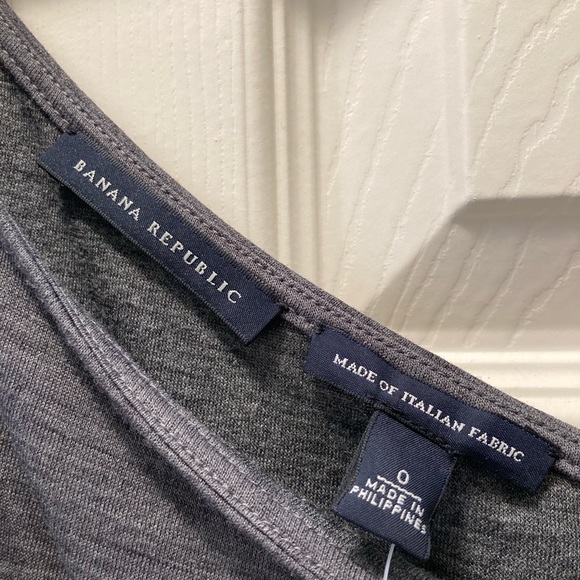 BANANA REPUBLIC
MADE OF ITALIAN FABRIC
0
MADE IN
PHILIPPINES